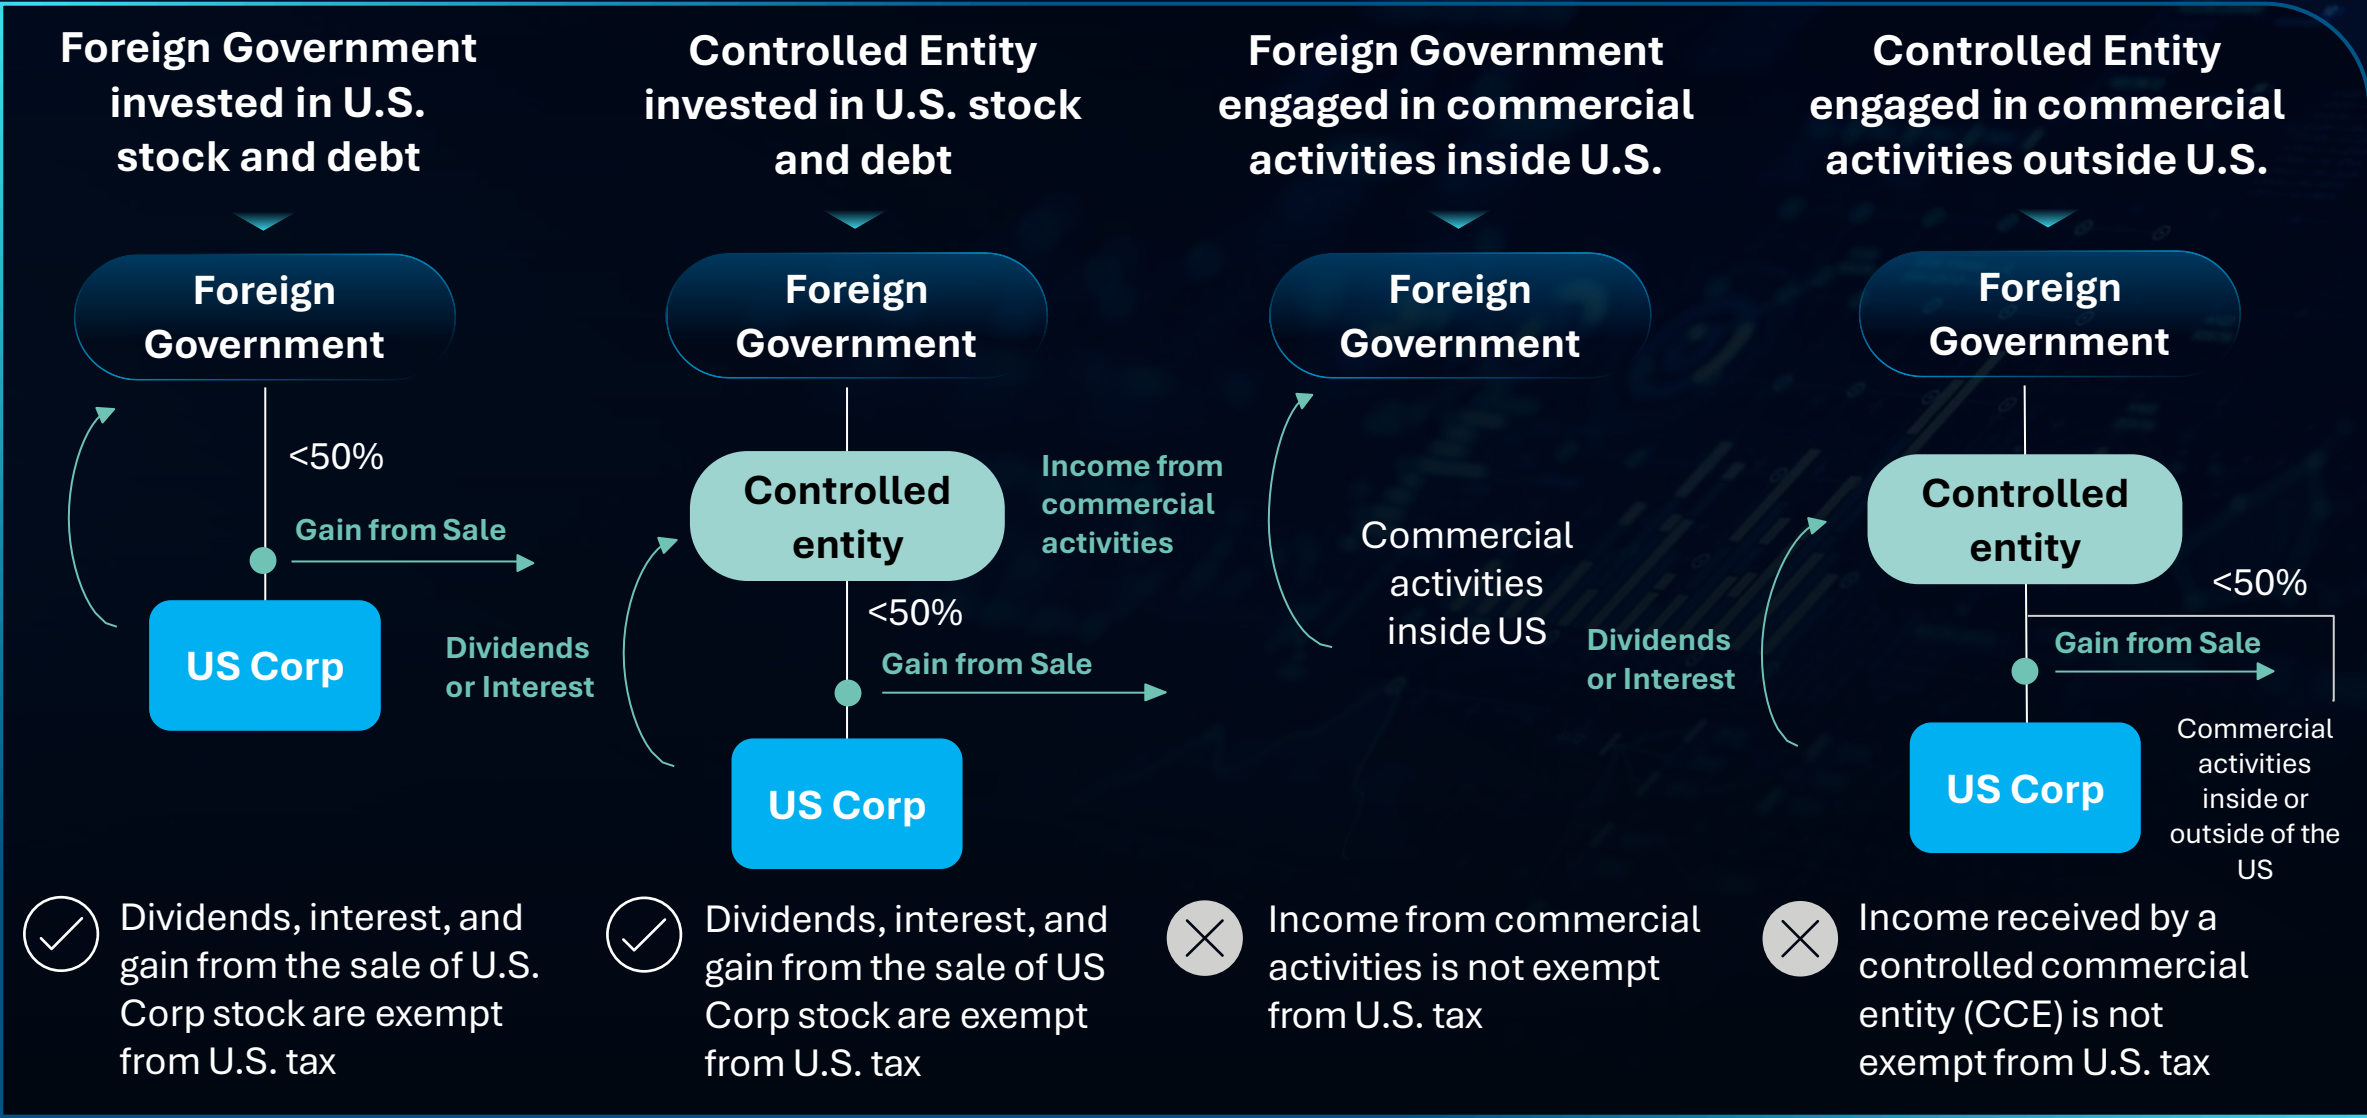 Foreign Government
invested in U.S.
stock and debt
Foreign
Government
<50%
Gain from Sale
US Corp
Dividends, interest, and
gain from the sale of U.S.
Corp stock are exempt
from U.S. tax
Controlled Entity
invested in U.S. stock
and debt
Foreign
Government
Controlled
entity
<50%
Gain from Sale
Dividends
or Interest
US Corp
Dividends, interest, and
gain from the sale of US
Corp stock are exempt
from U.S. tax
Foreign Government
engaged in commercial
activities inside U.S.
Foreign
Government
Income from
commercial
activities
Commercial
activities
inside US
Income from commercial
activities is not exempt
from U.S. tax
Controlled Entity
engaged in commercial
activities outside U.S.
Foreign
Government
Controlled
entity
<50%
Gain from Sale
Dividends
or Interest
US Corp
Commercial
activities
inside or
outside of the
US
Income received by a
controlled commercial
entity (CCE) is not
exempt from U.S. tax